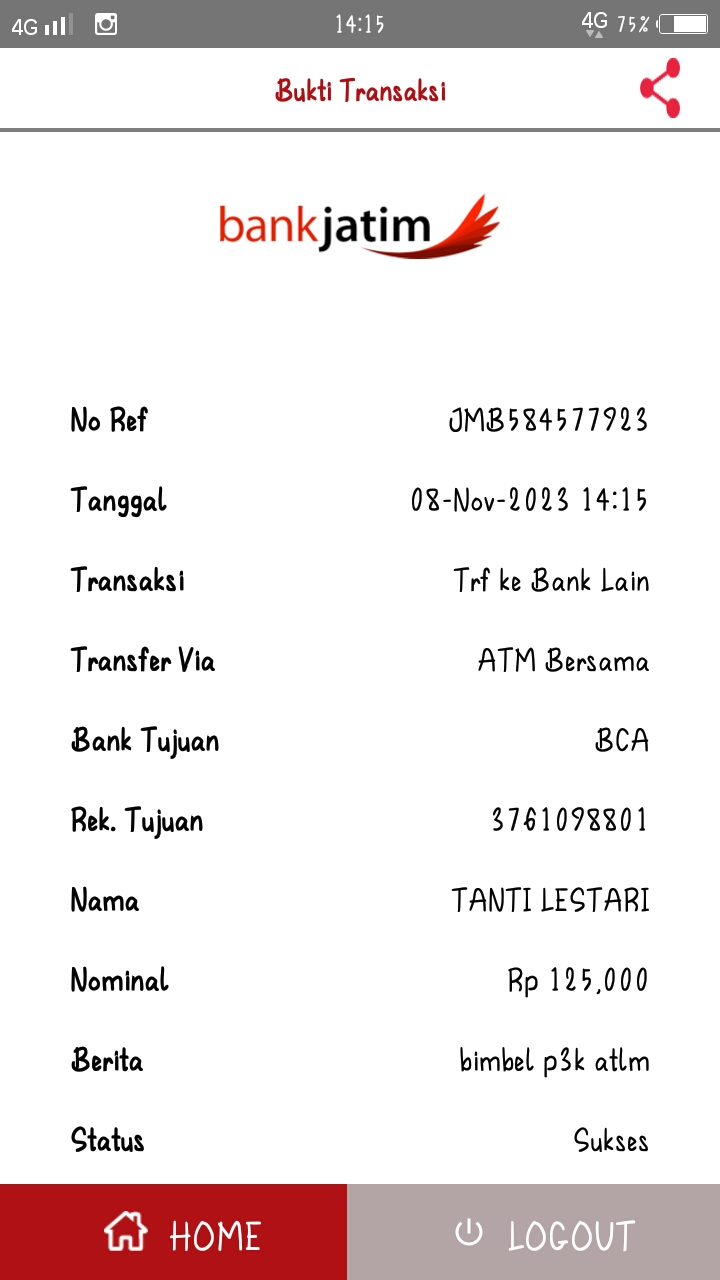 4G 14:15 4G 75%
Bukti Transaksi
bankjatim
No Ref JMB584577923
Tanggal 08-Nov-2023 14:15
Transaksi Trf ke Bank Lain
Transfer Via ATM Bersama
Bank Tujuan BCA
Rek. Tujuan 3761098801
Nama TANTI LESTARI
Nominal Rp 125,000
Berita bimbel p3k atlm
Status Sukses
HOME LOGOUT